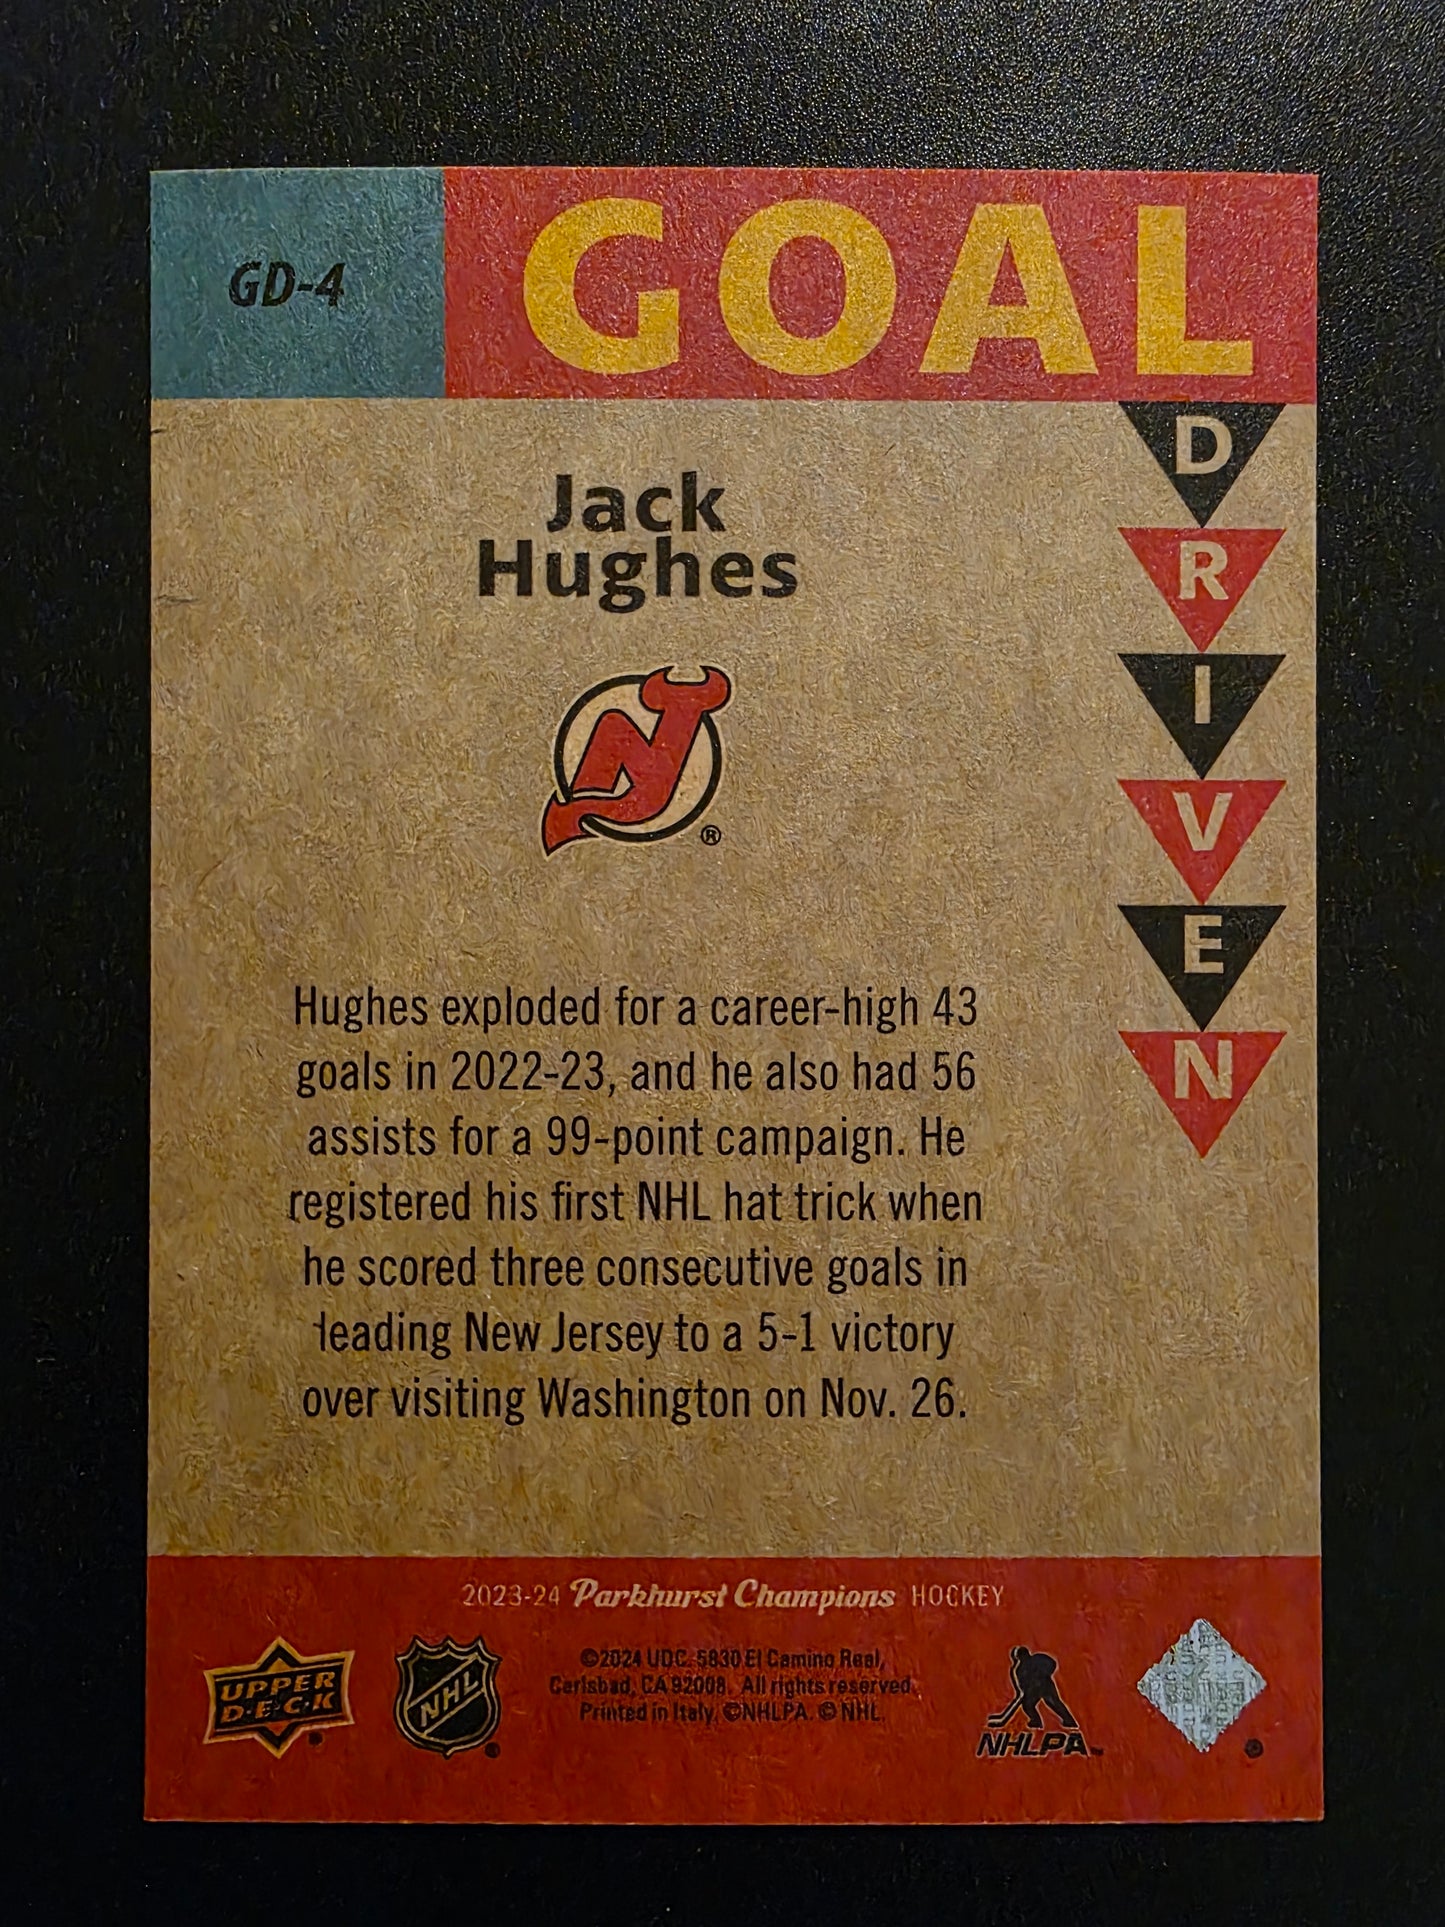 GD-4
GOAL
DRIVEN
Jack
Hughes
®
Hughes exploded for a career-high 43
goals in 2022-23, and he also had 56
assists for a 99-point campaign. He
registered his first NHL hat trick when
he scored three consecutive goals in
leading New Jersey to a 5-1 victory
over visiting Washington on Nov. 26.
2023-24 Parkhurst Champions HOCKEY
UPPER
D·E·C·K
NHL
©2024 UDC. 5830 El Camino Real,
Carlsbad, CA 92008. All rights reserved.
Printed in Italy. ©NHLPA. © NHL.
NHLPA